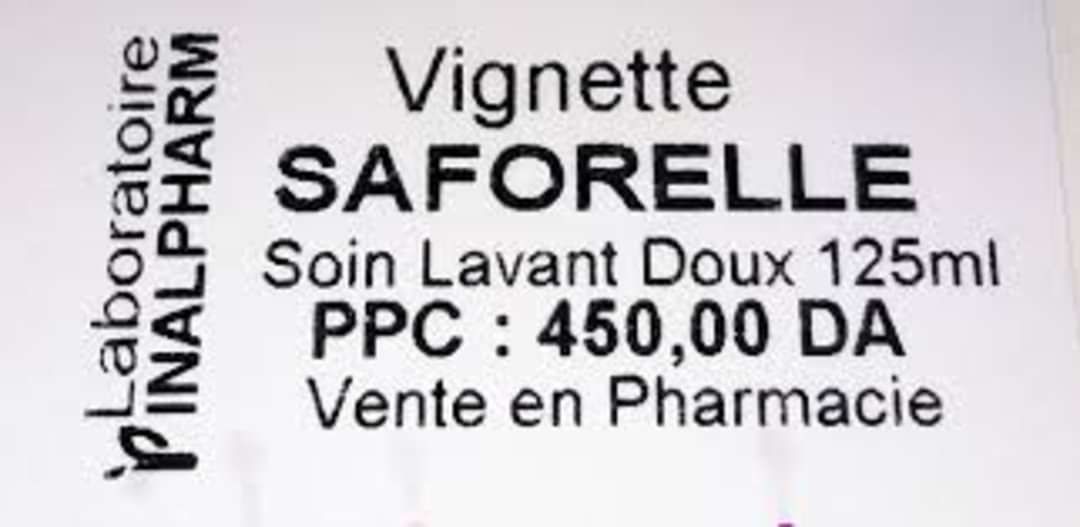 Laboratoire
INALPHARM
Vignette
SAFORELLE
Soin Lavant Doux 125ml
PPC : 450,00 DA
Vente en Pharmacie